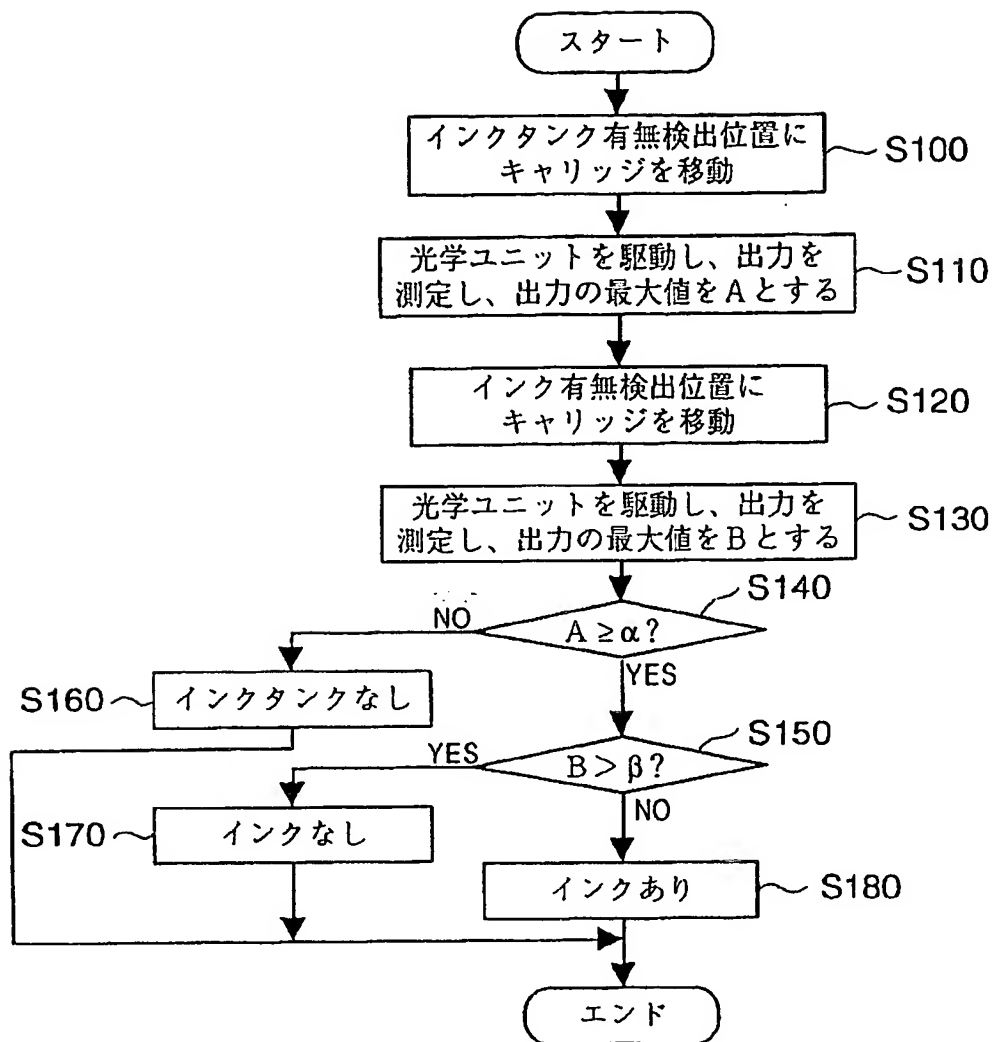 スタート
インクタンク有無検出位置に
キャリッジを移動
S100
光学ユニットを駆動し、出力を
測定し、出力の最大値をAとする
S110
インク有無検出位置に
キャリッジを移動
S120
光学ユニットを駆動し、出力を
測定し、出力の最大値をBとする
S130
S140
NO
A≥α?
YES
S160
インクタンクなし
S150
YES
B>β?
NO
S170
インクなし
インクあり
S180
エンド